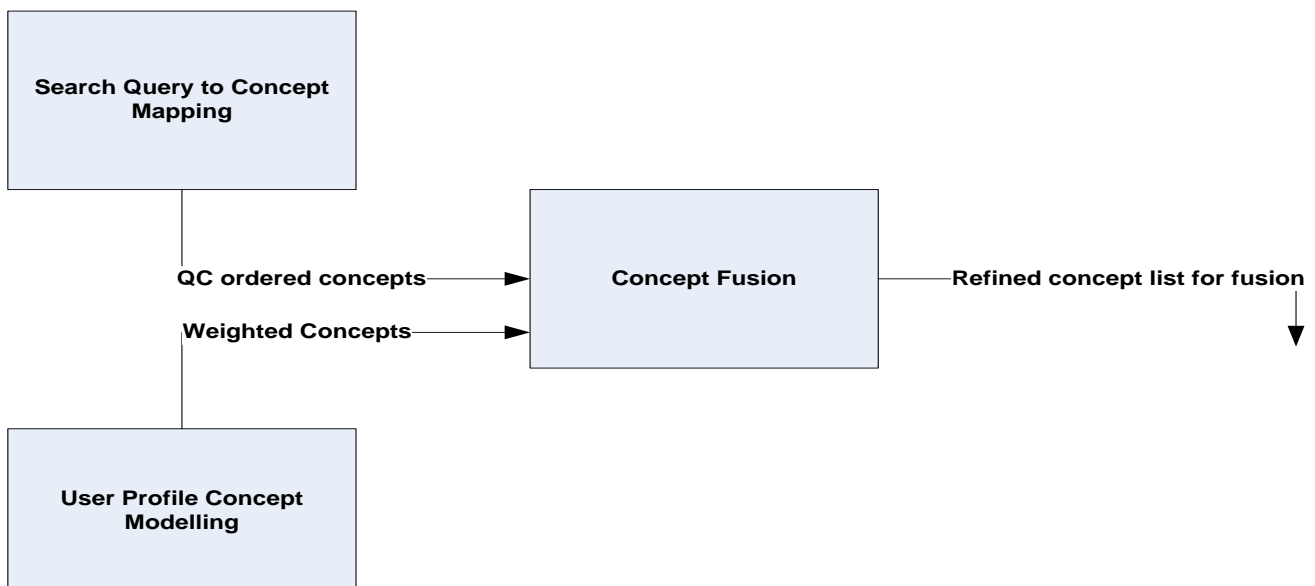 Search Query to Concept
Mapping
QC ordered concepts
Concept Fusion
Refined concept list for fusion
Weighted Concepts
User Profile Concept
Modelling